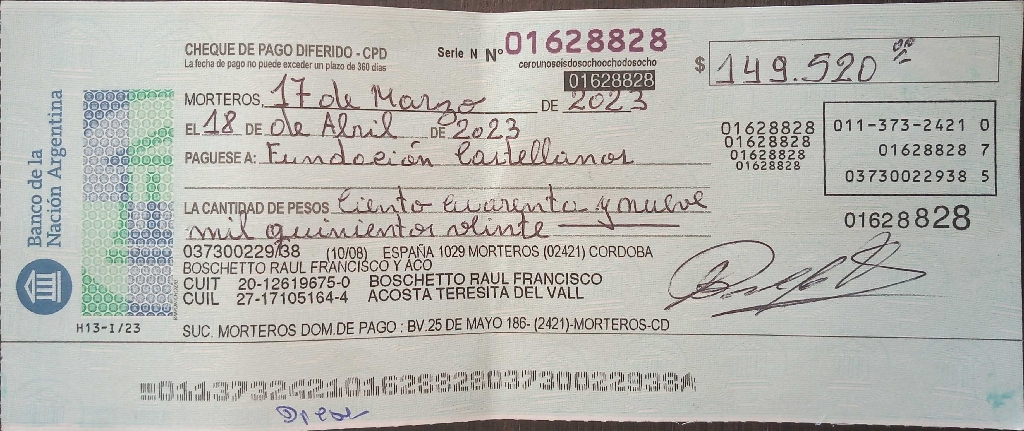 Banco de la
Nación Argentina
CHEQUE DE PAGO DIFERIDO - CPD
La fecha de pago no puede exceder un plazo de 360 días
Serie N Nº 01628828
cerounoseisdosochoochodosocho
01628828
$ 149.520
MORTEROS, 17 de Marzo DE 2023
EL 18 DE de Abril DE 2023
PAGUESE A: Fundación Castellanos
LA CANTIDAD DE PESOS Ciento Cuarenta y nueve
mil quinientos veinte
01628828
01628828
01628828
01628828
011-373-2421 0
01628828 7
03730022938 5
01628828
037300229/38 (10/08) ESPAÑA 1029 MORTEROS (02421) CORDOBA
BOSCHETTO RAUL FRANCISCO Y ACO
CUIT 20-12619675-0 BOSCHETTO RAUL FRANCISCO
CUIL 27-17105164-4 ACOSTA TERESITA DEL VALL
H13-I/23
SUC. MORTEROS DOM.DE PAGO : BV.25 DE MAYO 186- (2421)-MORTEROS-CD
01137324210162882803730022938